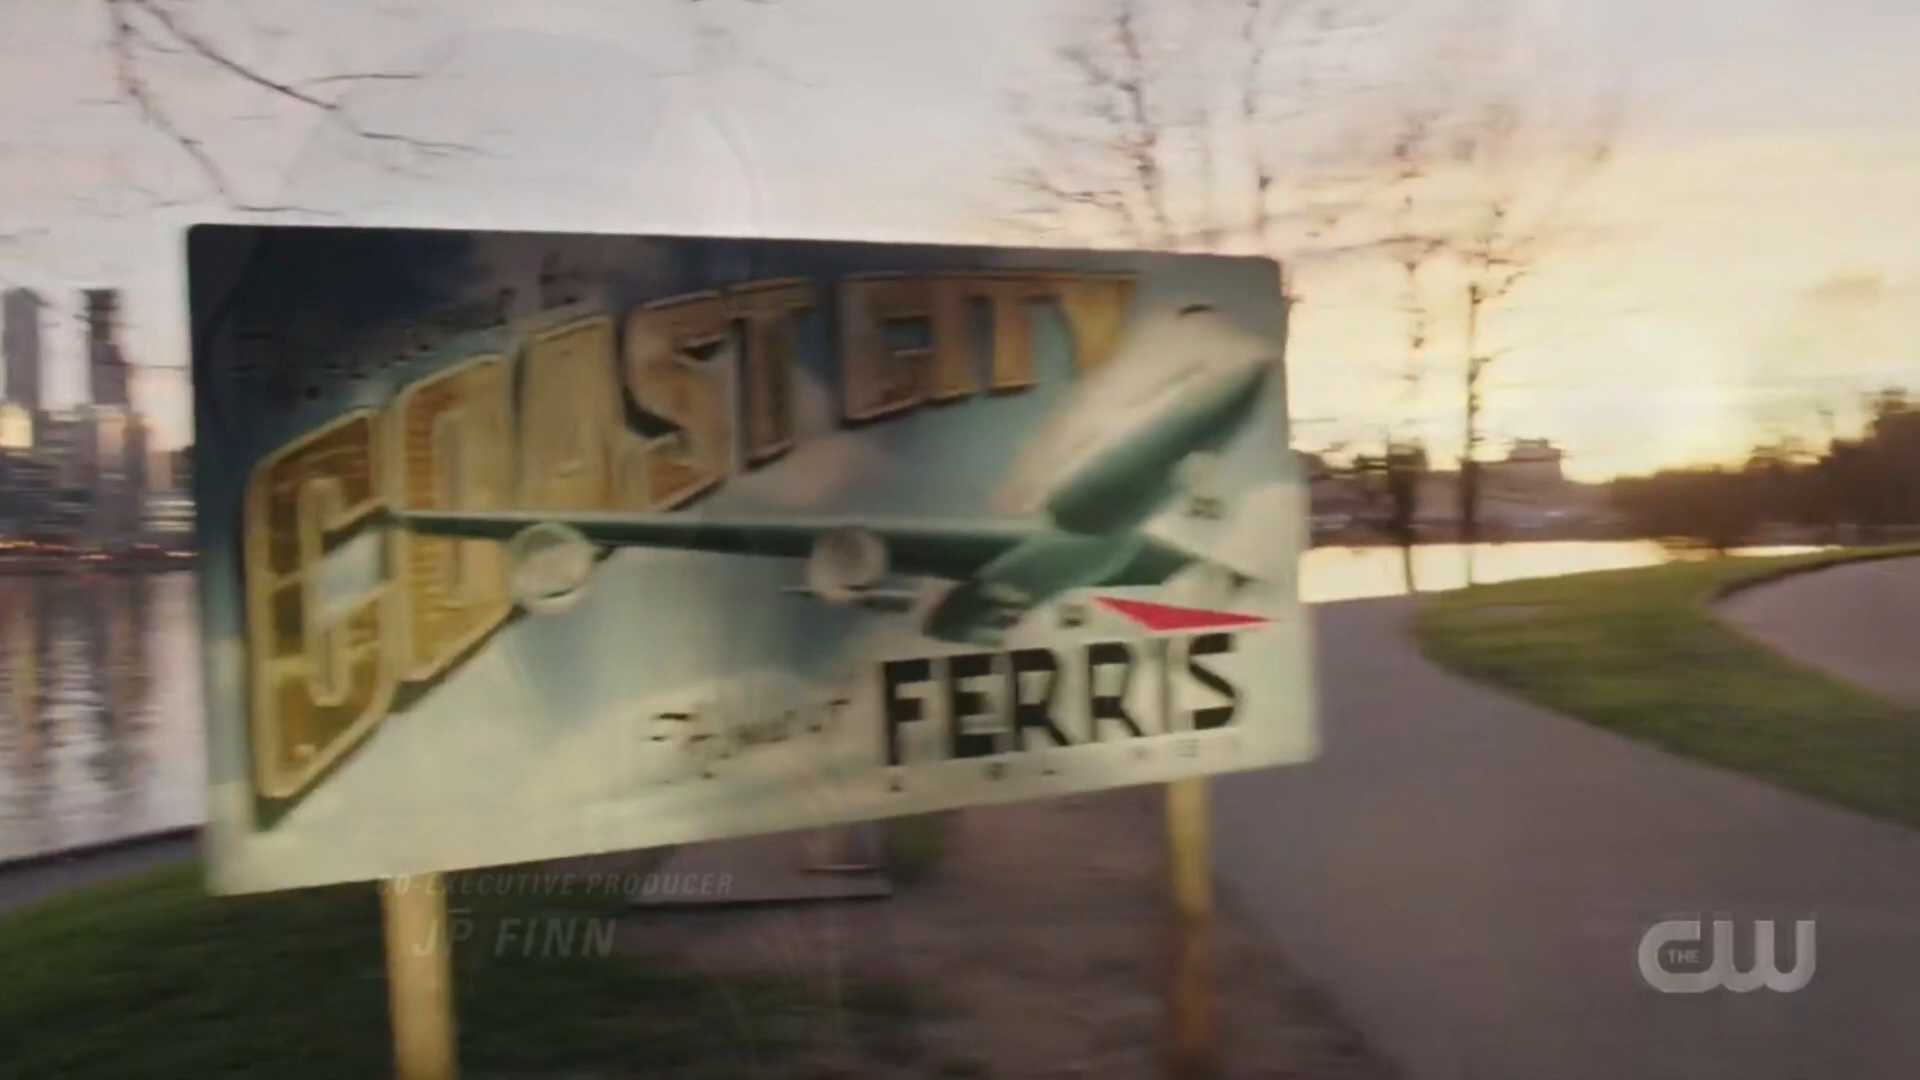 COAST CITY
FERRIS
CO-EXECUTIVE PRODUCER
JP FINN
THE CW